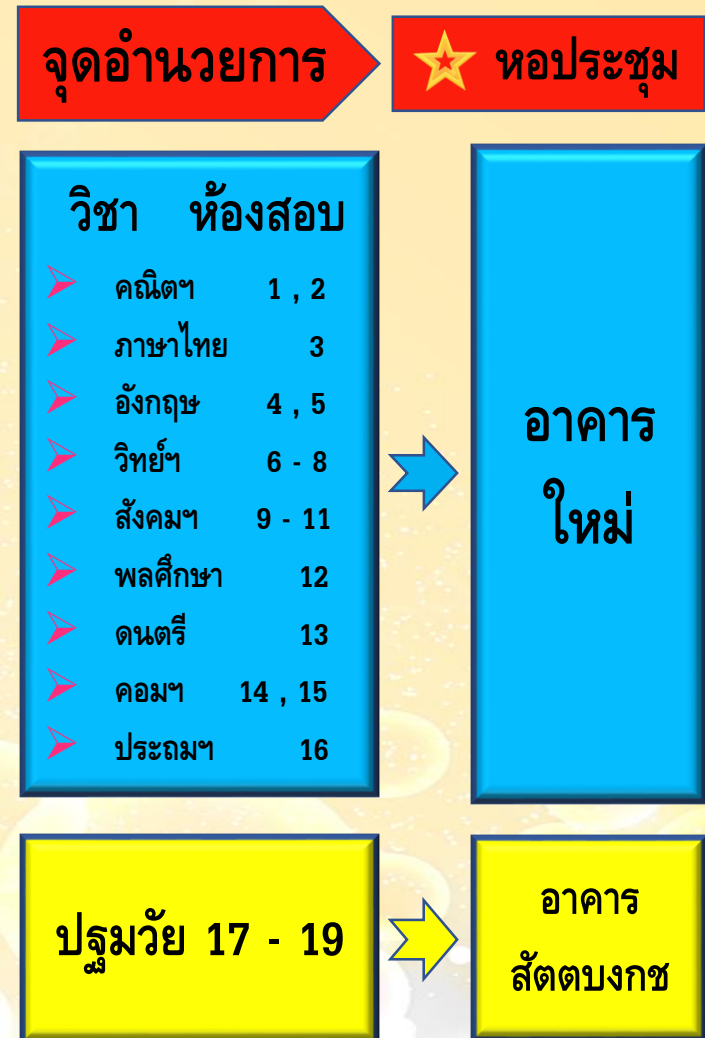 จุดอำนวยการ
หอประชุม
วิชา ห้องสอบ
คณิตฯ 1 , 2
ภาษาไทย 3
อังกฤษ 4 , 5
วิทย์ฯ 6 - 8
สังคมฯ 9 - 11
พลศึกษา 12
ดนตรี 13
คอมฯ 14 , 15
ประถมฯ 16
อาคาร
ใหม่
ปฐมวัย 17 - 19
อาคาร
สัตตบงกช